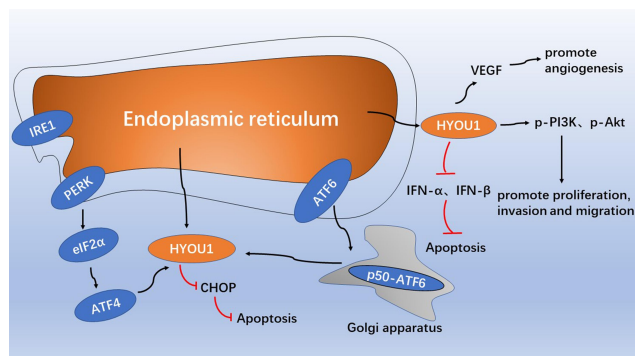 promote
angiogenesis
VEGF
IRE1
Endoplasmic reticulum
HYOU1
p-PI3K、p-Akt
PERK
ATF6
IFN-α、IFN-β
promote proliferation,
invasion and migration
eIF2α
HYOU1
Apoptosis
p50-ATF6
CHOP
ATF4
Apoptosis
Golgi apparatus